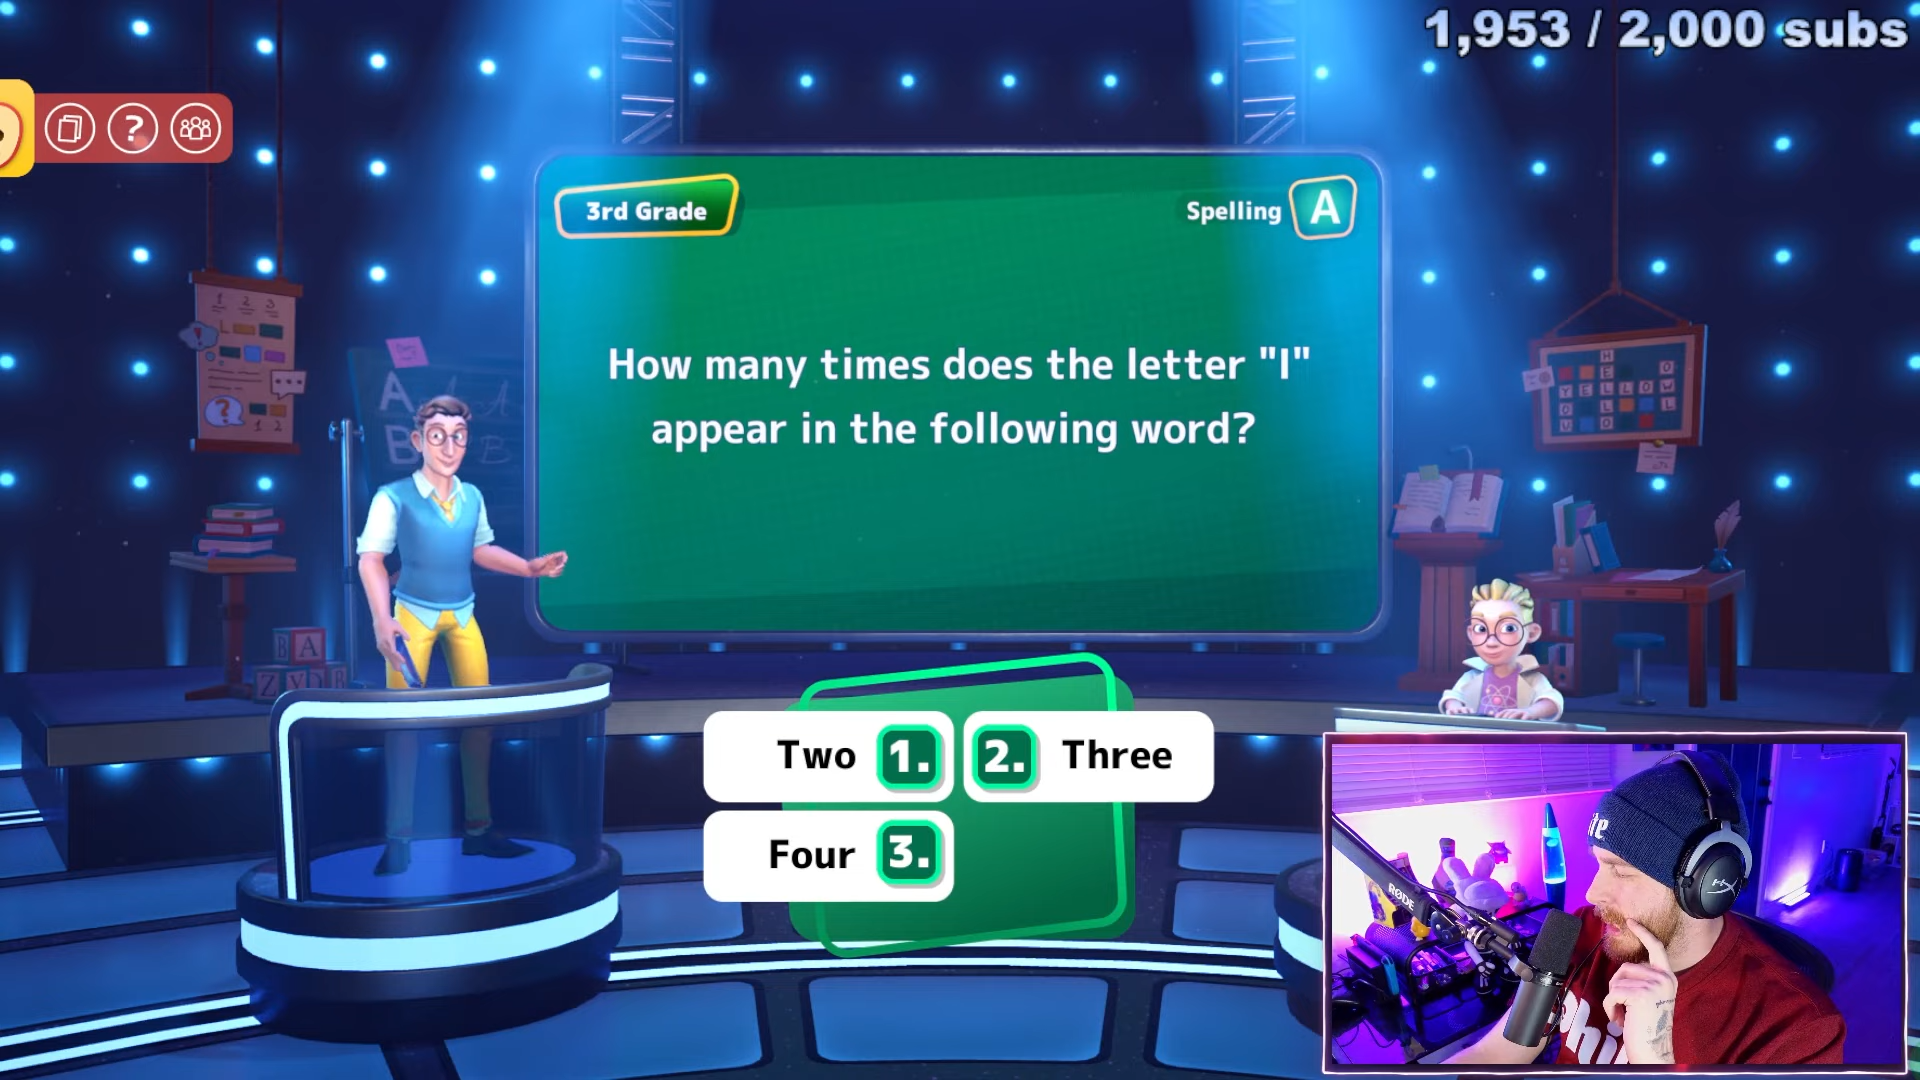 1,953 / 2,000 subs
?
3rd Grade
Spelling A
How many times does the letter "I"
appear in the following word?
Two 1.
2. Three
Four 3.
A
B
RØDE